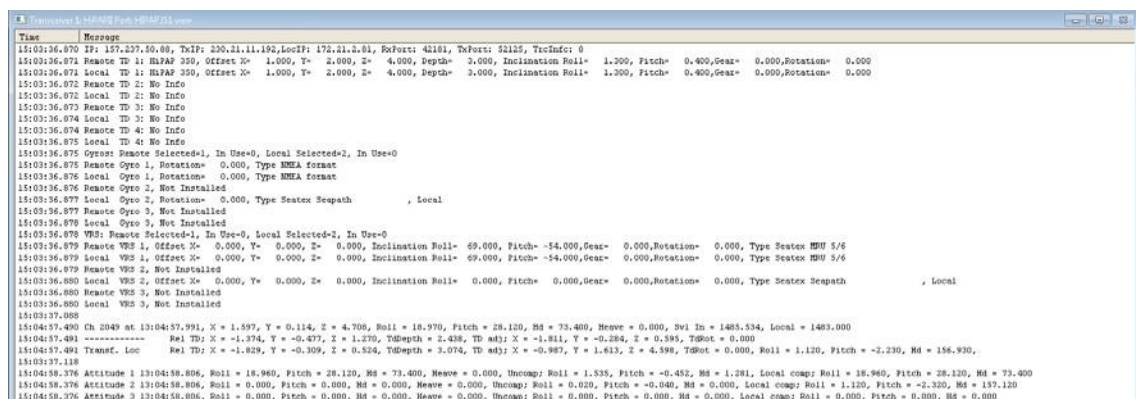 Transceiver 1: HiPAP Port: HIPAP351 view
Time Message
15:03:36.870 IP: 157.237.50.88, TxIP: 230.21.11.192,LocIP: 172.21.2.81, RxPort: 42181, TxPort: 52125, TrcInfc: 0
15:03:36.871 Remote TD 1: HiPAP 350, Offset X= 1.000, Y= 2.000, Z= 4.000, Depth= 3.000, Inclination Roll= 1.300, Pitch= 0.400,Gear= 0.000,Rotation= 0.000
15:03:36.871 Local TD 1: HiPAP 350, Offset X= 1.000, Y= 2.000, Z= 4.000, Depth= 3.000, Inclination Roll= 1.300, Pitch= 0.400,Gear= 0.000,Rotation= 0.000
15:03:36.872 Remote TD 2: No Info
15:03:36.872 Local TD 2: No Info
15:03:36.873 Remote TD 3: No Info
15:03:36.874 Local TD 3: No Info
15:03:36.874 Remote TD 4: No Info
15:03:36.875 Local TD 4: No Info
15:03:36.875 Gyros: Remote Selected=1, In Use=0, Local Selected=2, In Use=0
15:03:36.875 Remote Gyro 1, Rotation= 0.000, Type NMEA format
15:03:36.876 Local Gyro 1, Rotation= 0.000, Type NMEA format
15:03:36.876 Remote Gyro 2, Not Installed
15:03:36.877 Local Gyro 2, Rotation= 0.000, Type Seatex Seapath , Local
15:03:36.877 Remote Gyro 3, Not Installed
15:03:36.878 Local Gyro 3, Not Installed
15:03:36.878 VRS: Remote Selected=1, In Use=0, Local Selected=2, In Use=0
15:03:36.879 Remote VRS 1, Offset X= 0.000, Y= 0.000, Z= 0.000, Inclination Roll= 69.000, Pitch= -54.000,Gear= 0.000,Rotation= 0.000, Type Seatex MRU 5/6
15:03:36.879 Local VRS 1, Offset X= 0.000, Y= 0.000, Z= 0.000, Inclination Roll= 69.000, Pitch= -54.000,Gear= 0.000,Rotation= 0.000, Type Seatex MRU 5/6
15:03:36.879 Remote VRS 2, Not Installed
15:03:36.880 Local VRS 2, Offset X= 0.000, Y= 0.000, Z= 0.000, Inclination Roll= 0.000, Pitch= 0.000,Gear= 0.000,Rotation= 0.000, Type Seatex Seapath , Local
15:03:36.880 Remote VRS 3, Not Installed
15:03:36.880 Local VRS 3, Not Installed
15:03:37.088
15:04:57.490 Ch 2049 at 13:04:57.991, X = 1.597, Y = 0.114, Z = 4.708, Roll = 18.970, Pitch = 28.120, Hd = 73.400, Heave = 0.000, Svl In = 1485.534, Local = 1483.000
15:04:57.491 ------------ Rel TD; X = -1.374, Y = -0.477, Z = 1.270, TdDepth = 2.438, TD adj; X = -1.811, Y = -0.284, Z = 0.595, TdRot = 0.000
15:04:57.491 Transf. Loc Rel TD; X = -1.829, Y = -0.309, Z = 0.524, TdDepth = 3.074, TD adj; X = -0.987, Y = 1.613, Z = 4.598, TdRot = 0.000, Roll = 1.120, Pitch = -2.230, Hd = 156.930,
15:03:37.118
15:04:58.376 Attitude 1 13:04:58.806, Roll = 18.960, Pitch = 28.120, Hd = 73.400, Heave = 0.000, Uncomp; Roll = 1.535, Pitch = -0.452, Hd = 1.281, Local comp; Roll = 18.960, Pitch = 28.120, Hd = 73.400
15:04:58.376 Attitude 2 13:04:58.806, Roll = 0.000, Pitch = 0.000, Hd = 0.000, Heave = 0.000, Uncomp; Roll = 0.020, Pitch = -0.040, Hd = 0.000, Local comp; Roll = 1.120, Pitch = -2.320, Hd = 157.120
15:04:58.376 Attitude 3 13:04:58.806, Roll = 0.000, Pitch = 0.000, Hd = 0.000, Heave = 0.000, Uncomp; Roll = 0.000, Pitch = 0.000, Hd = 0.000, Local comp; Roll = 0.000, Pitch = 0.000, Hd = 0.000